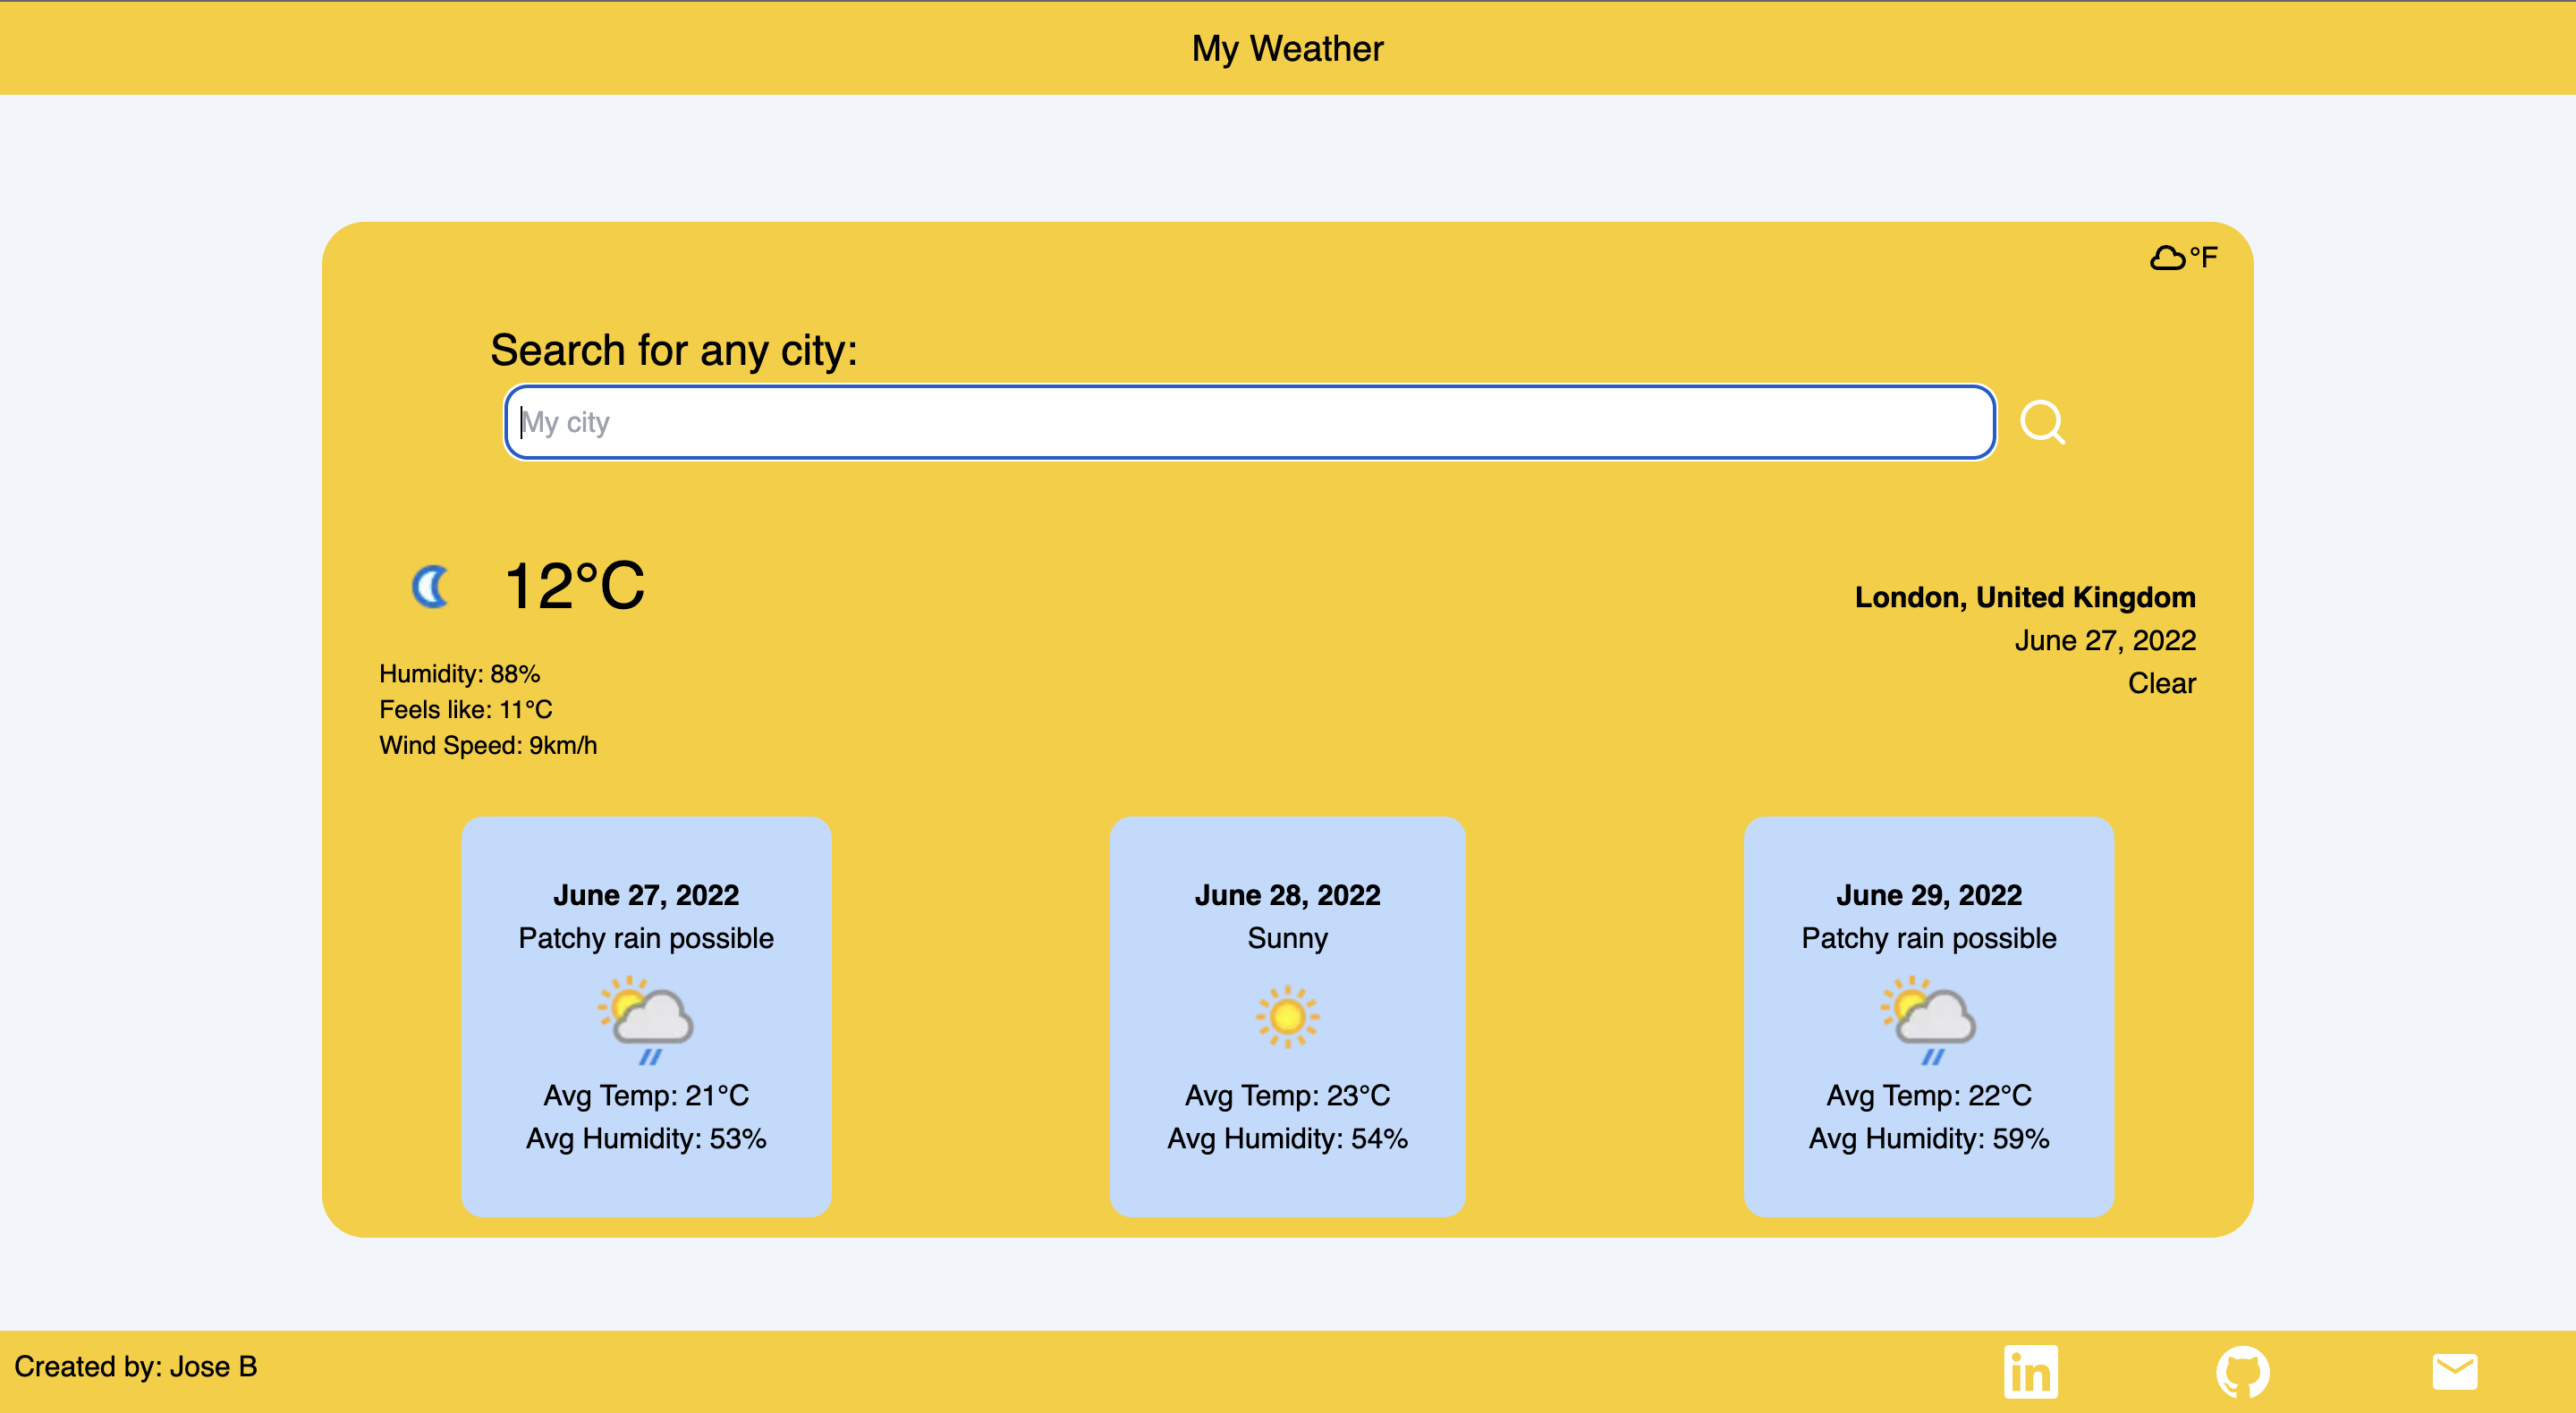 My Weather
°F
Search for any city:
My city
12°C
London, United Kingdom
June 27, 2022
Clear
Humidity: 88%
Feels like: 11°C
Wind Speed: 9km/h
June 27, 2022
Patchy rain possible
Avg Temp: 21°C
Avg Humidity: 53%
June 28, 2022
Sunny
Avg Temp: 23°C
Avg Humidity: 54%
June 29, 2022
Patchy rain possible
Avg Temp: 22°C
Avg Humidity: 59%
Created by: Jose B
in